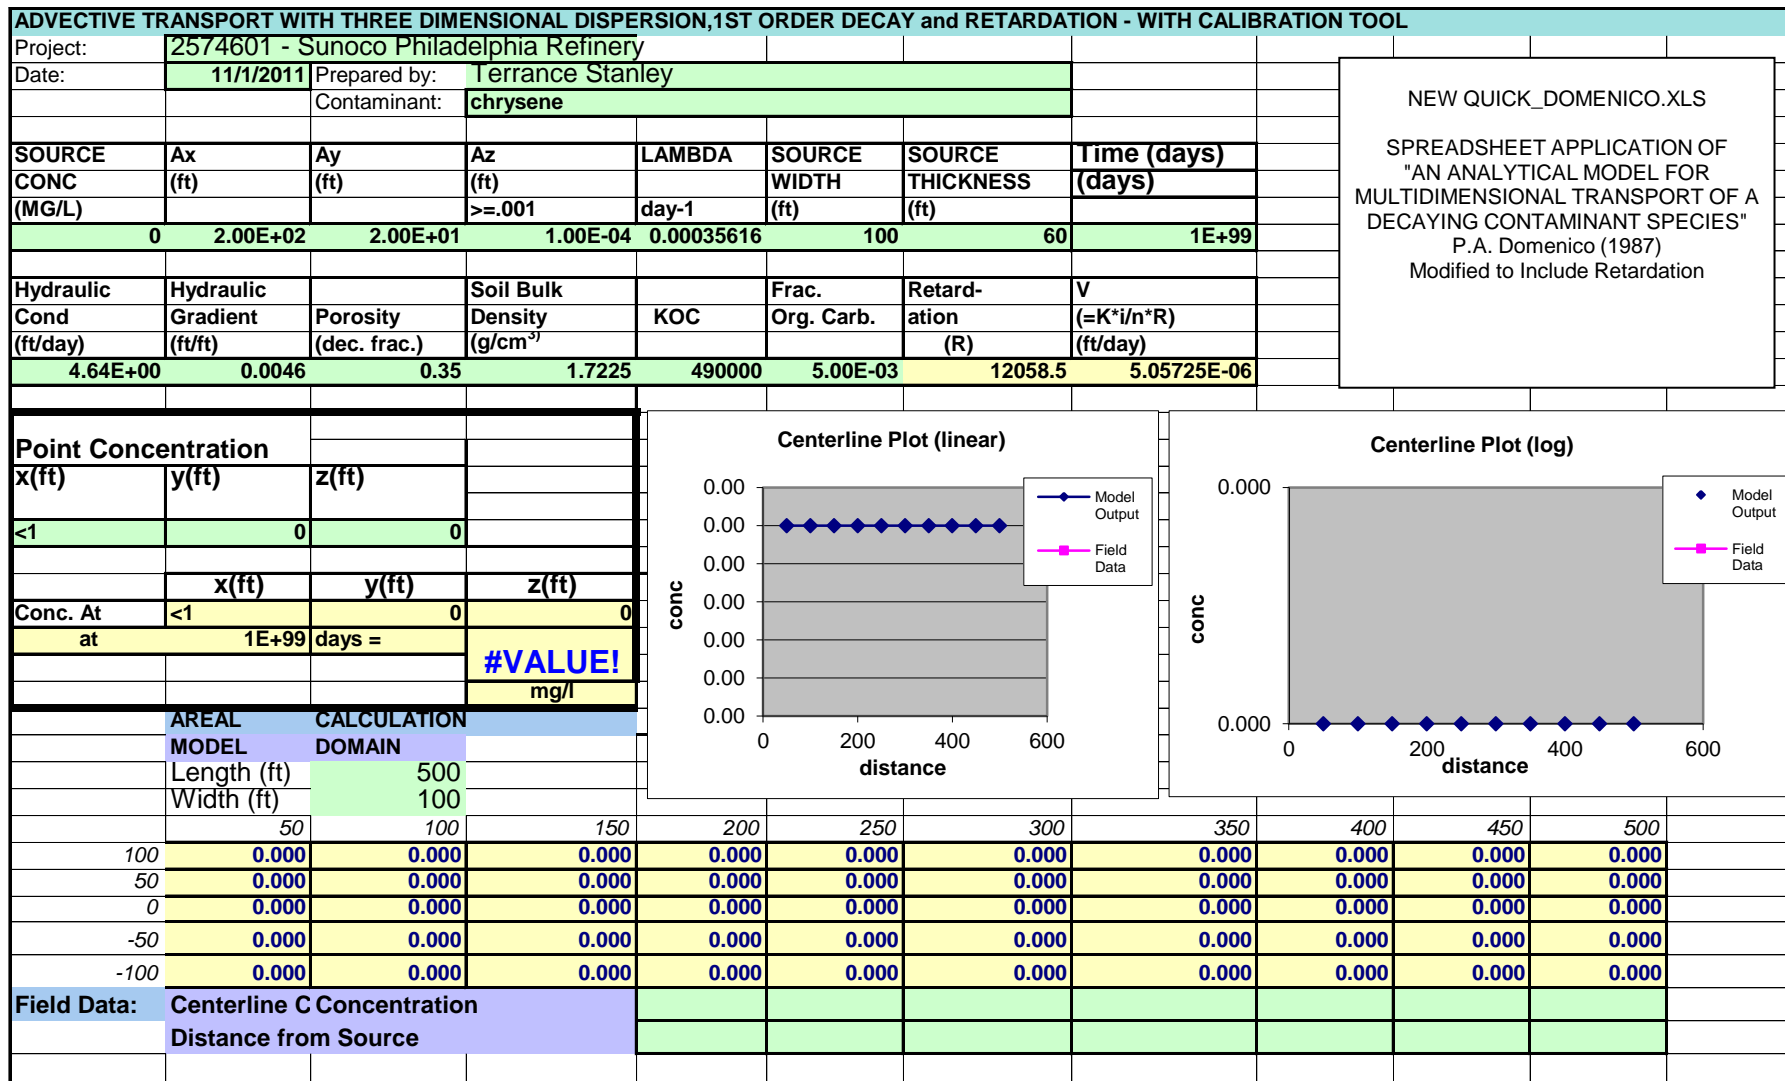 ADVECTIVE TRANSPORT WITH THREE DIMENSIONAL DISPERSION,1ST ORDER DECAY and RETARDATION - WITH CALIBRATION TOOL
Project: 2574601 - Sunoco Philadelphia Refinery
Date: 11/1/2011 Prepared by: Terrance Stanley
Contaminant: chrysene
NEW QUICK_DOMENICO.XLS
SPREADSHEET APPLICATION OF
"AN ANALYTICAL MODEL FOR
MULTIDIMENSIONAL TRANSPORT OF A
DECAYING CONTAMINANT SPECIES"
P.A. Domenico (1987)
Modified to Include Retardation
SOURCE Ax Ay Az LAMBDA SOURCE SOURCE Time (days)
CONC (ft) (ft) (ft) WIDTH THICKNESS (days)
(MG/L) >=.001 day-1 (ft) (ft)
0 2.00E+02 2.00E+01 1.00E-04 0.00035616 100 60 1E+99
Hydraulic Hydraulic Soil Bulk Frac. Retard- V
Cond Gradient Porosity Density KOC Org. Carb. ation (=K*i/n*R)
(ft/day) (ft/ft) (dec. frac.) (g/cm3) (R) (ft/day)
4.64E+00 0.0046 0.35 1.7225 490000 5.00E-03 12058.5 5.05725E-06
Point Concentration
x(ft) y(ft) z(ft)
<1 0 0
x(ft) y(ft) z(ft)
Conc. At <1 0 0
at 1E+99 days =
#VALUE!
mg/l
Centerline Plot (linear)
0.00
0.00
0.00
0.00
0.00
0.00
0.00
conc
0 200 400 600
distance
Model
Output
Field
Data
Centerline Plot (log)
0.000
0.000
conc
0 200 400 600
distance
Model
Output
Field
Data
AREAL CALCULATION
MODEL DOMAIN
Length (ft) 500
Width (ft) 100
50 100 150 200 250 300 350 400 450 500
100 0.000 0.000 0.000 0.000 0.000 0.000 0.000 0.000 0.000 0.000
50 0.000 0.000 0.000 0.000 0.000 0.000 0.000 0.000 0.000 0.000
0 0.000 0.000 0.000 0.000 0.000 0.000 0.000 0.000 0.000 0.000
-50 0.000 0.000 0.000 0.000 0.000 0.000 0.000 0.000 0.000 0.000
-100 0.000 0.000 0.000 0.000 0.000 0.000 0.000 0.000 0.000 0.000
Field Data: Centerline C Concentration
Distance from Source